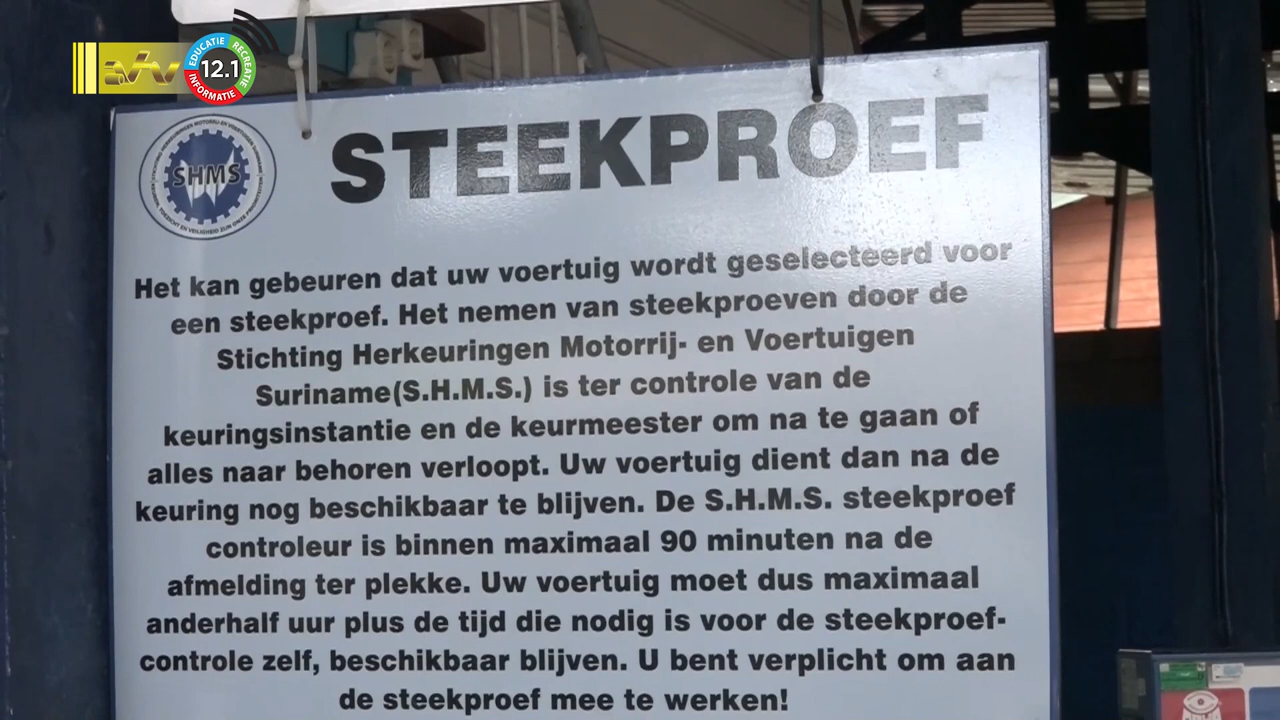 EDUCATIE
RECREATIE
12.1
INFORMATIE
SHMS
STEEKPROEF
Het kan gebeuren dat uw voertuig wordt geselecteerd voor
een steekproef. Het nemen van steekproeven door de
Stichting Herkeuringen Motorrij- en Voertuigen
Suriname(S.H.M.S.) is ter controle van de
keuringsinstantie en de keurmeester om na te gaan of
alles naar behoren verloopt. Uw voertuig dient dan na de
keuring nog beschikbaar te blijven. De S.H.M.S. steekproef
controleur is binnen maximaal 90 minuten na de
afmelding ter plekke. Uw voertuig moet dus maximaal
anderhalf uur plus de tijd die nodig is voor de steekproef-
controle zelf, beschikbaar blijven. U bent verplicht om aan
de steekproef mee te werken!